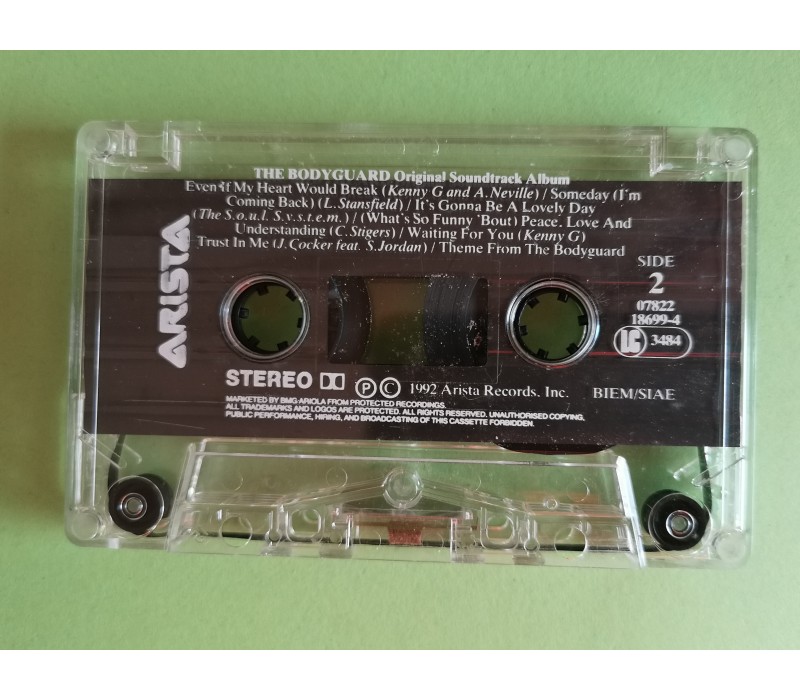 THE BODYGUARD Original Soundtrack Album
Even If My Heart Would Break (Kenny G and A. Neville) / Someday (I'm
Coming Back) (L. Stansfield) / It's Gonna Be A Lovely Day
(The S.o.u.l. S.y.s.t.e.m.) / (What's So Funny 'Bout) Peace, Love And
Understanding (C. Stigers) / Waiting For You (Kenny G)
Trust In Me (J. Cocker feat. S. Jordan) / Theme From The Bodyguard
ARISTA
SIDE
2
07822
18699-4
LC 3484
STEREO
P C 1992 Arista Records, Inc.
BIEM/SIAE
MARKETED BY BMG-ARIOLA FROM PROTECTED RECORDINGS.
ALL TRADEMARKS AND LOGOS ARE PROTECTED. ALL RIGHTS RESERVED. UNAUTHORISED COPYING,
PUBLIC PERFORMANCE, HIRING, AND BROADCASTING OF THIS CASSETTE FORBIDDEN.